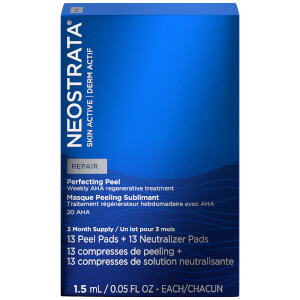 NEOSTRATA®
SKIN ACTIVE | DERM ACTIF
REPAIR
Perfecting Peel
Weekly AHA regenerative treatment
Masque Peeling Sublimant
Traitement régénérateur hebdomadaire avec AHA
20 AHA
3 Month Supply / Un lot pour 3 mois
13 Peel Pads + 13 Neutralizer Pads
13 compresses de peeling +
13 compresses de solution neutralisante
1.5 mL / 0.05 FL OZ - EACH/CHACUN